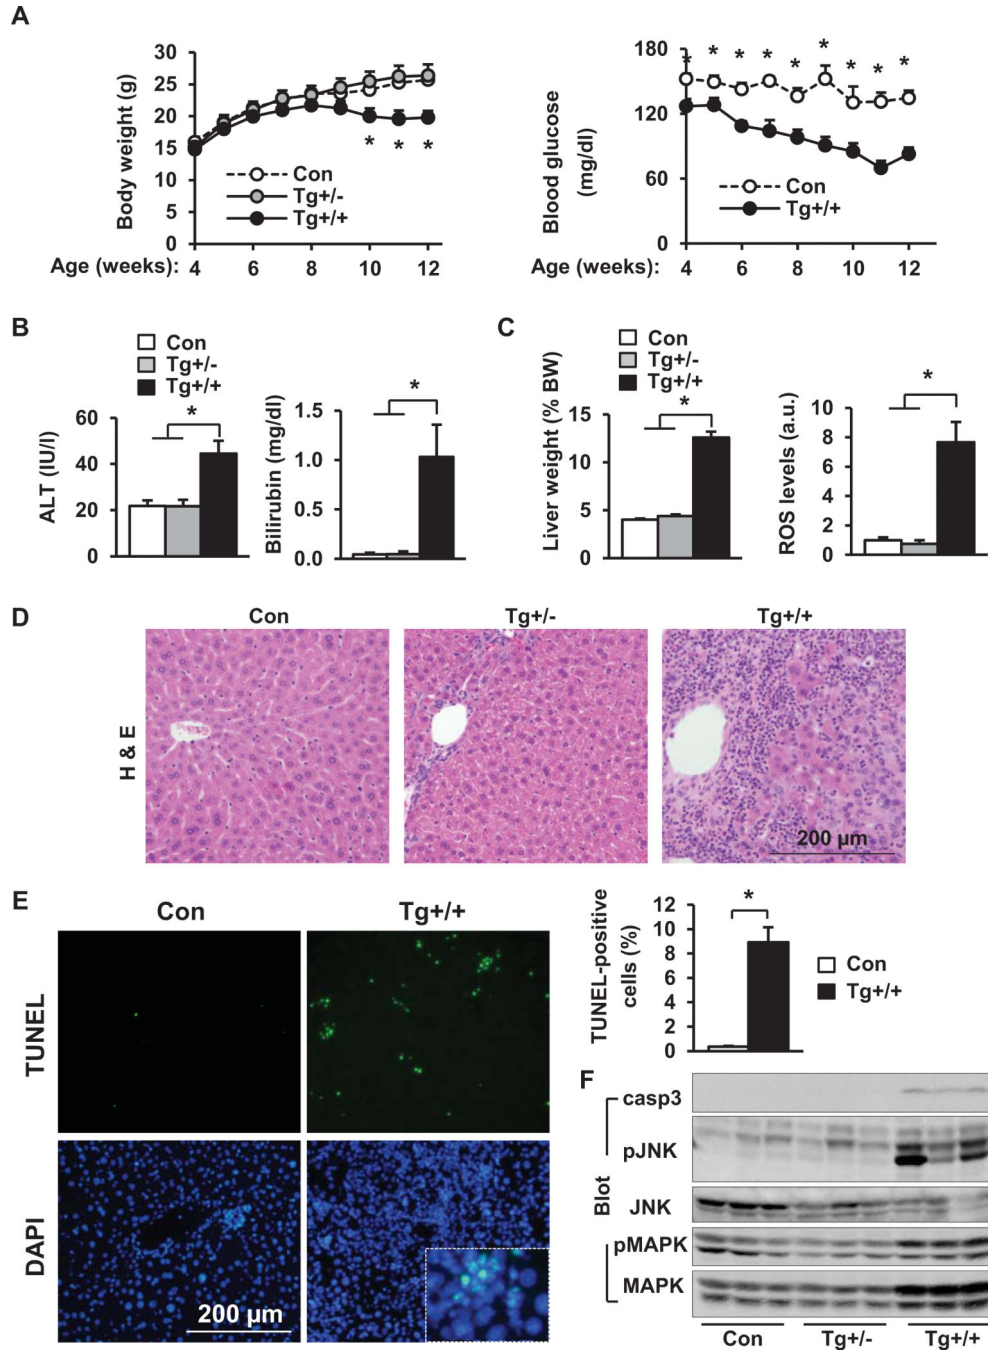 A
Body weight (g)
30
25
20
15
10
5
0
Con
Tg+/-
Tg+/+
* * *
Age (weeks): 4 6 8 10 12
Blood glucose
(mg/dl)
180
120
60
0
* * * * * * * * *
Con
Tg+/+
Age (weeks): 4 6 8 10 12
B
Con
Tg+/-
Tg+/+
ALT (IU/l)
60
40
20
0
*
Bilirubin (mg/dl)
1.5
1.0
0.5
0.0
*
C
Con
Tg+/-
Tg+/+
Liver weight (% BW)
15
10
5
0
*
ROS levels (a.u.)
10
8
6
4
2
0
*
D
Con Tg+/- Tg+/+
H & E
200 µm
E
Con Tg+/+
TUNEL
DAPI
200 µm
TUNEL-positive
cells (%)
12
10
8
6
4
2
0
*
Con
Tg+/+
F
Blot
casp3
pJNK
JNK
pMAPK
MAPK
Con Tg+/- Tg+/+